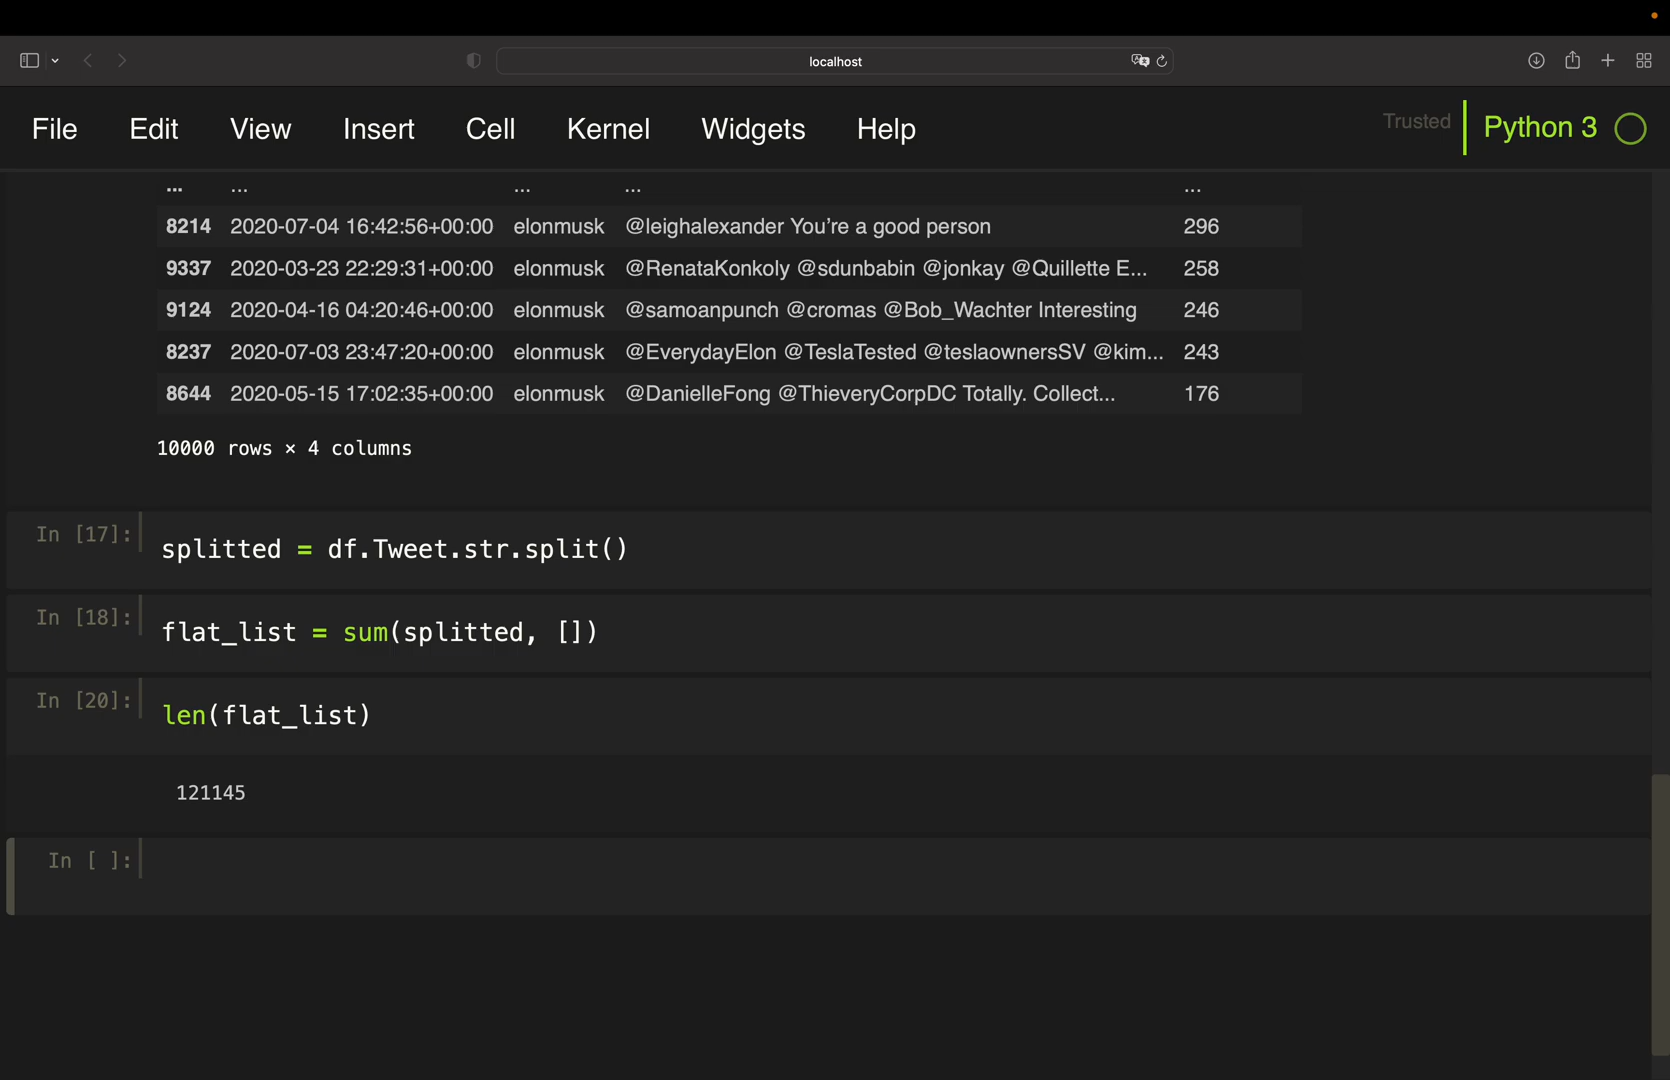 localhost
File Edit View Insert Cell Kernel Widgets Help Trusted Python 3
... ... ... ... ...
8214 2020-07-04 16:42:56+00:00 elonmusk @leighalexander You’re a good person 296
9337 2020-03-23 22:29:31+00:00 elonmusk @RenataKonkoly @sdunbabin @jonkay @Quillette E... 258
9124 2020-04-16 04:20:46+00:00 elonmusk @samoanpunch @cromas @Bob_Wachter Interesting 246
8237 2020-07-03 23:47:20+00:00 elonmusk @EverydayElon @TeslaTested @teslaownersSV @kim... 243
8644 2020-05-15 17:02:35+00:00 elonmusk @DanielleFong @ThieveryCorpDC Totally. Collect... 176
10000 rows × 4 columns
In [17]: splitted = df.Tweet.str.split()
In [18]: flat_list = sum(splitted, [])
In [20]: len(flat_list)
121145
In [ ]: